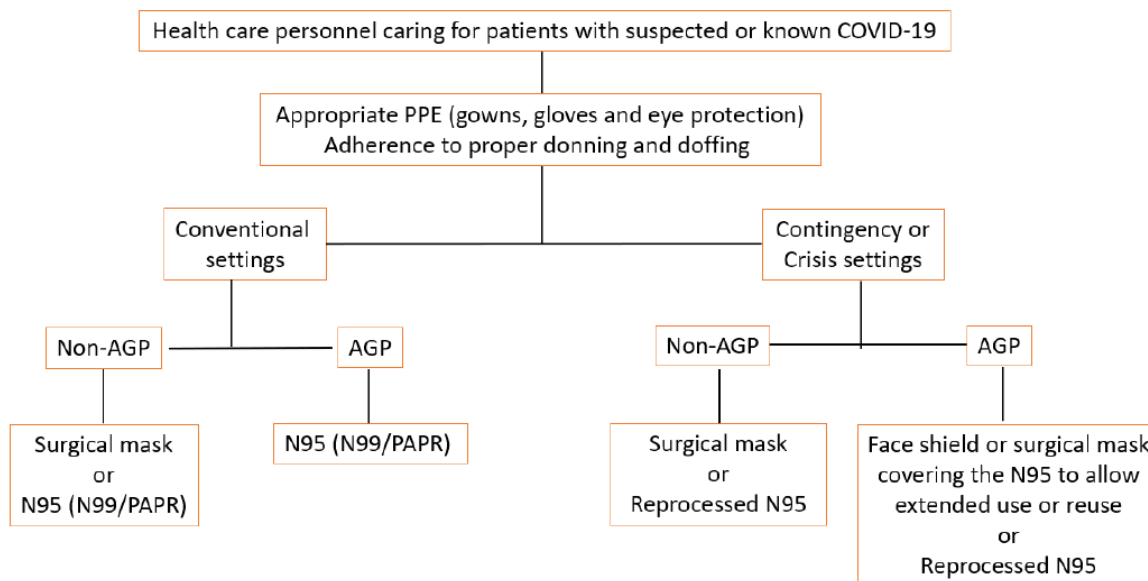 Health care personnel caring for patients with suspected or known COVID-19
Appropriate PPE (gowns, gloves and eye protection)
Adherence to proper donning and doffing
Conventional
settings
Contingency or
Crisis settings
Non-AGP
AGP
Non-AGP
AGP
Surgical mask
or
N95 (N99/PAPR)
N95 (N99/PAPR)
Surgical mask
or
Reprocessed N95
Face shield or surgical mask
covering the N95 to allow
extended use or reuse
or
Reprocessed N95